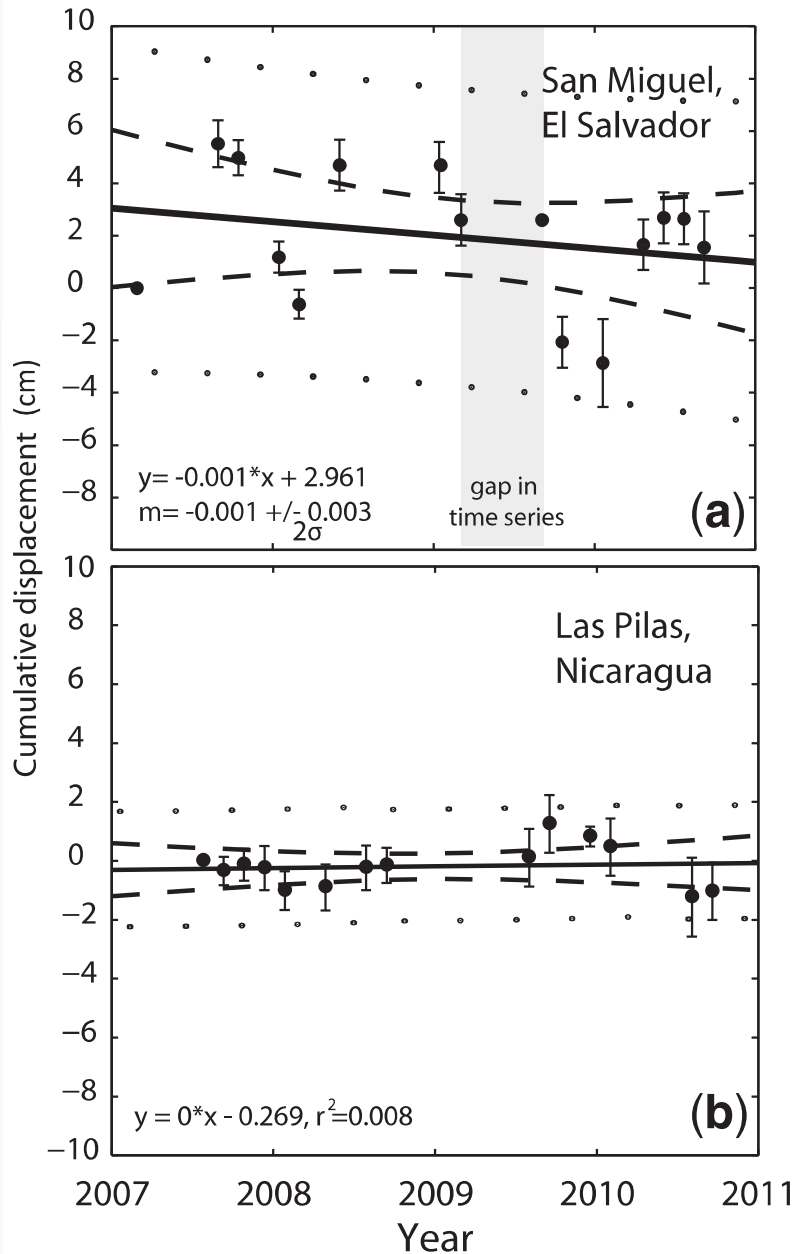 Cumulative displacement (cm)
10
8
6
4
2
0
−2
−4
−6
−8
San Miguel,
El Salvador
y= -0.001*x + 2.961
m= -0.001 +/- 0.003
2σ
gap in
time series
(a)
10
8
6
4
2
0
−2
−4
−6
−8
−10
Las Pilas,
Nicaragua
y = 0*x - 0.269, r²=0.008
(b)
2007 2008 2009 2010 2011
Year